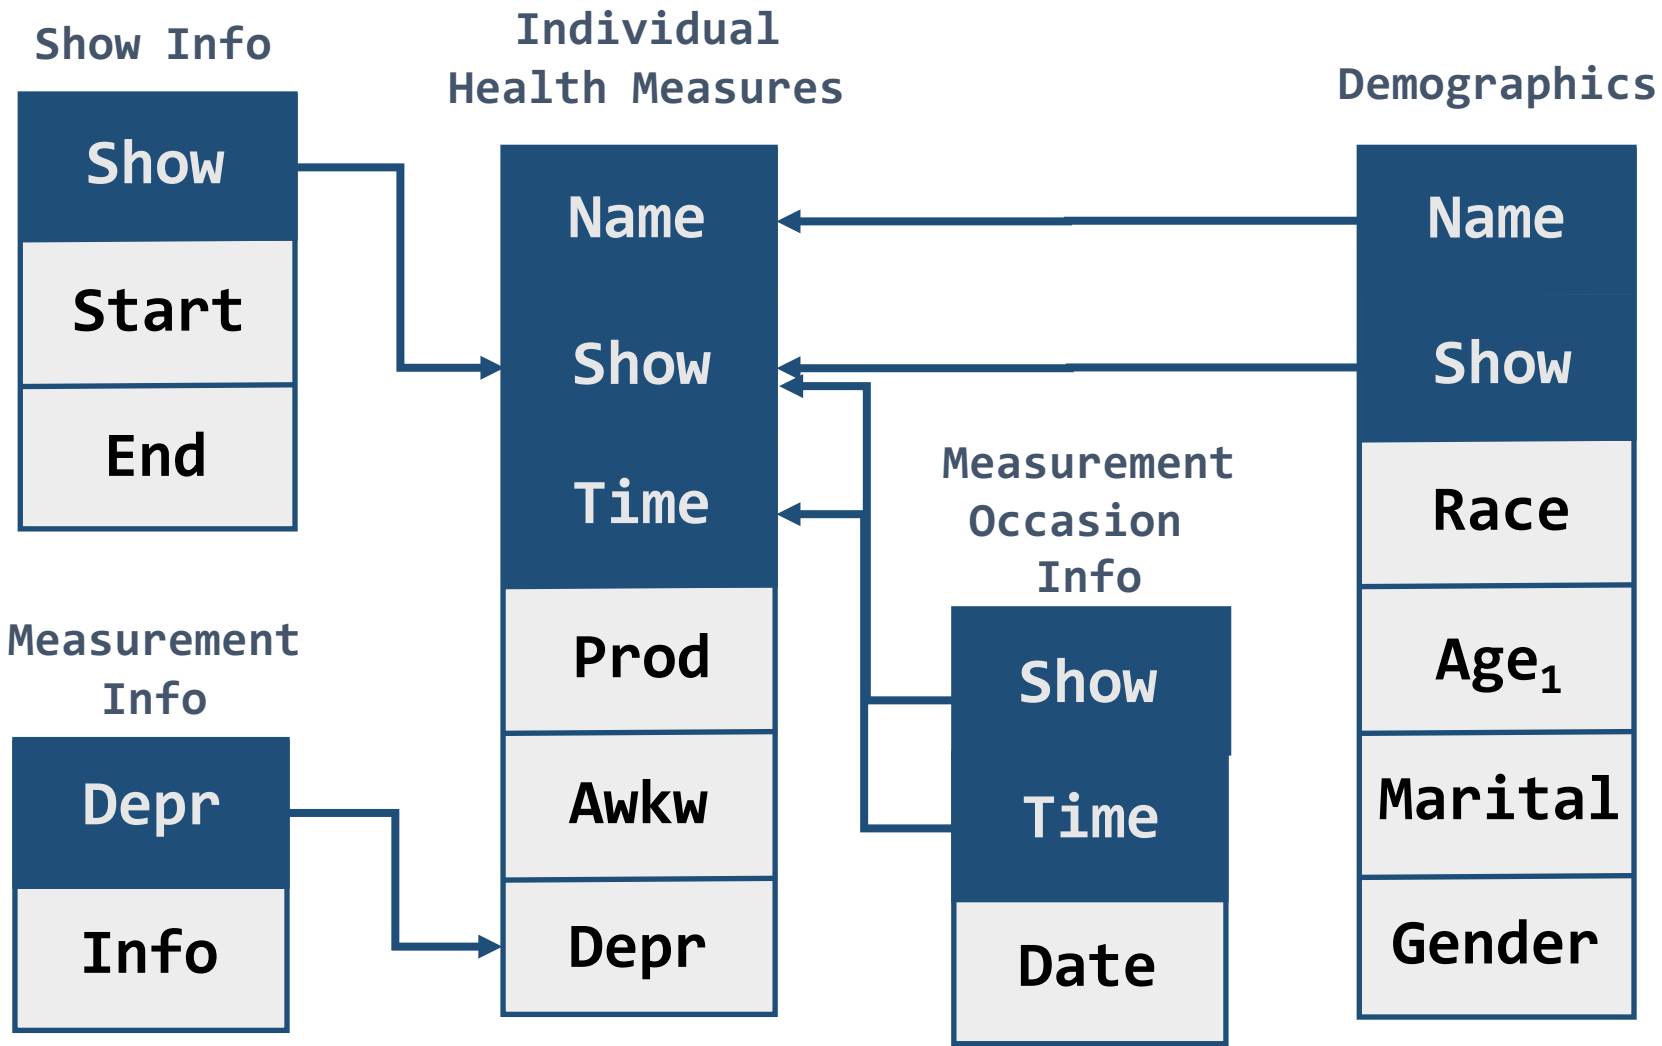 Show Info
Show
Start
End
Measurement
Info
Depr
Info
Individual
Health Measures
Name
Show
Time
Prod
Awkw
Depr
Measurement
Occasion
Info
Show
Time
Date
Demographics
Name
Show
Race
Age₁
Marital
Gender